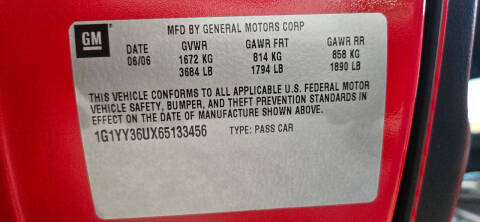 MFD BY GENERAL MOTORS CORP
GM
DATE GVWR GAWR FRT GAWR RR
06/06 1672 KG 814 KG 858 KG
3684 LB 1794 LB 1890 LB
THIS VEHICLE CONFORMS TO ALL APPLICABLE U.S. FEDERAL MOTOR
VEHICLE SAFETY, BUMPER, AND THEFT PREVENTION STANDARDS IN
EFFECT ON THE DATE OF MANUFACTURE SHOWN ABOVE.
1G1YY36UX65133456 TYPE: PASS CAR